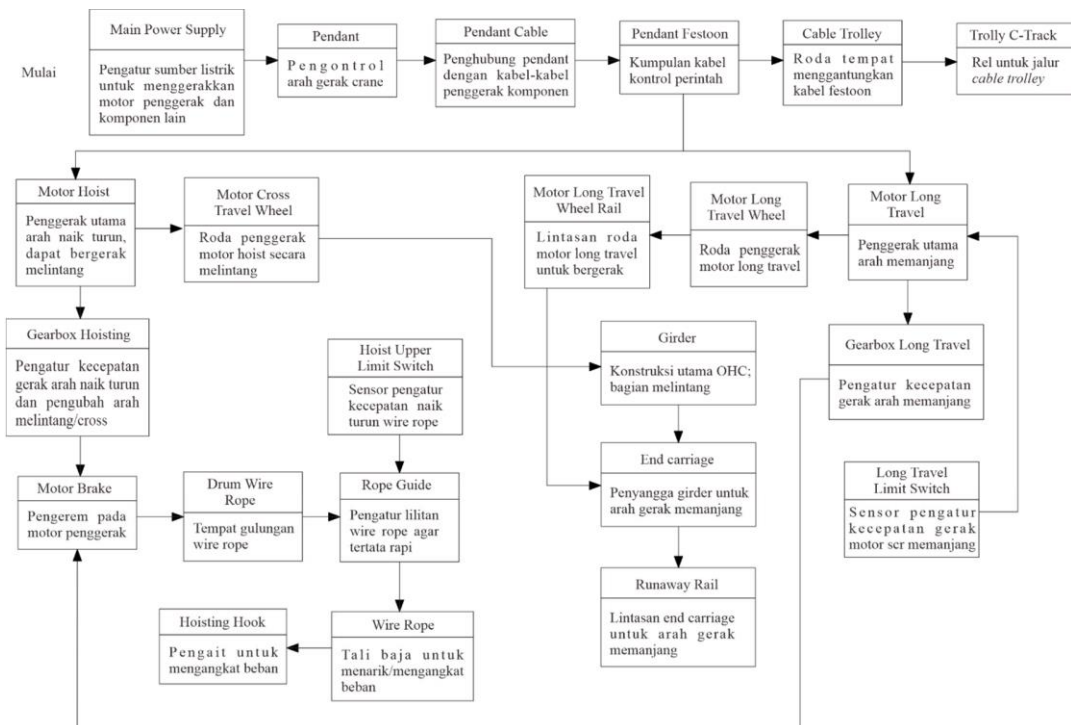 Mulai
Main Power Supply
Pengatur sumber listrik
untuk menggerakkan
motor penggerak dan
komponen lain
Pendant
Pengontrol
arah gerak crane
Pendant Cable
Penghubung pendant
dengan kabel-kabel
penggerak komponen
Pendant Festoon
Kumpulan kabel
kontrol perintah
Cable Trolley
Roda tempat
menggantungkan
kabel festoon
Trolly C-Track
Rel untuk jalur
cable trolley
Motor Hoist
Penggerak utama
arah naik turun,
dapat bergerak
melintang
Motor Cross
Travel Wheel
Roda penggerak
motor hoist secara
melintang
Motor Long Travel
Wheel Rail
Lintasan roda
motor long travel
untuk bergerak
Motor Long
Travel Wheel
Roda penggerak
motor long travel
Motor Long
Travel
Penggerak utama
arah memanjang
Gearbox Hoisting
Pengatur kecepatan
gerak arah naik turun
dan pengubah arah
melintang/cross
Hoist Upper
Limit Switch
Sensor pengatur
kecepatan naik
turun wire rope
Girder
Konstruksi utama OHC;
bagian melintang
Gearbox Long Travel
Pengatur kecepatan
gerak arah memanjang
Motor Brake
Pengerem pada
motor penggerak
Drum Wire
Rope
Tempat gulungan
wire rope
Rope Guide
Pengatur lilitan
wire rope agar
tertata rapi
End carriage
Penyangga girder untuk
arah gerak memanjang
Long Travel
Limit Switch
Sensor pengatur
kecepatan gerak
motor scr memanjang
Hoisting Hook
Pengait untuk
mengangkat beban
Wire Rope
Tali baja untuk
menarik/mengangkat
beban
Runaway Rail
Lintasan end carriage
untuk arah gerak
memanjang